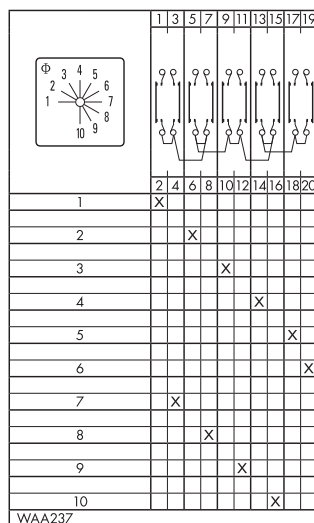 1 3 5 7 9 11 13 15 17 19
Φ
1 2 3 4 5 6 7 8 9 10
2 4 6 8 10 12 14 16 18 20
1 X
2 X
3 X
4 X
5 X
6 X
7 X
8 X
9 X
10 X
WAA237